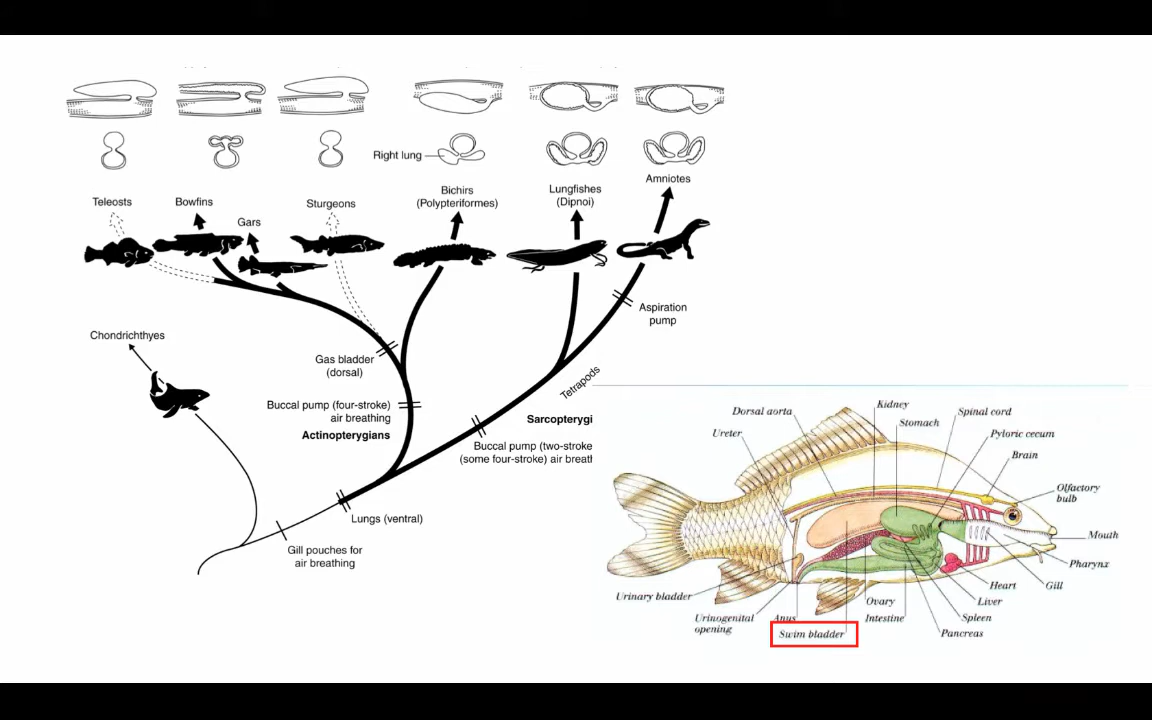 Right lung
Amniotes
Lungfishes
(Dipnoi)
Bichirs
(Polypteriformes)
Teleosts
Bowfins
Sturgeons
Gars
Aspiration
pump
Chondrichthyes
Gas bladder
(dorsal)
Tetrapods
Buccal pump (four-stroke)
air breathing
Actinopterygians
Sarcopterygi
Buccal pump (two-stroke
(some four-stroke) air breath
Lungs (ventral)
Gill pouches for
air breathing
Dorsal aorta
Kidney
Stomach
Spinal cord
Ureter
Pyloric cecum
Brain
Olfactory
bulb
Mouth
Pharynx
Gill
Heart
Liver
Spleen
Pancreas
Ovary
Intestine
Urinary bladder
Urinogenital
opening
Anus
Swim bladder